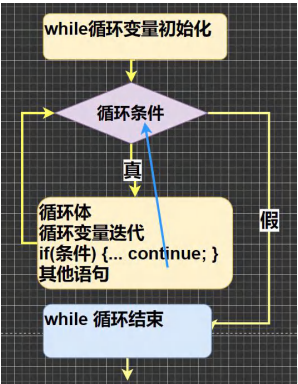 while循环变量初始化
循环条件
真
假
循环体
循环变量迭代
if(条件) {... continue; }
其他语句
while 循环结束